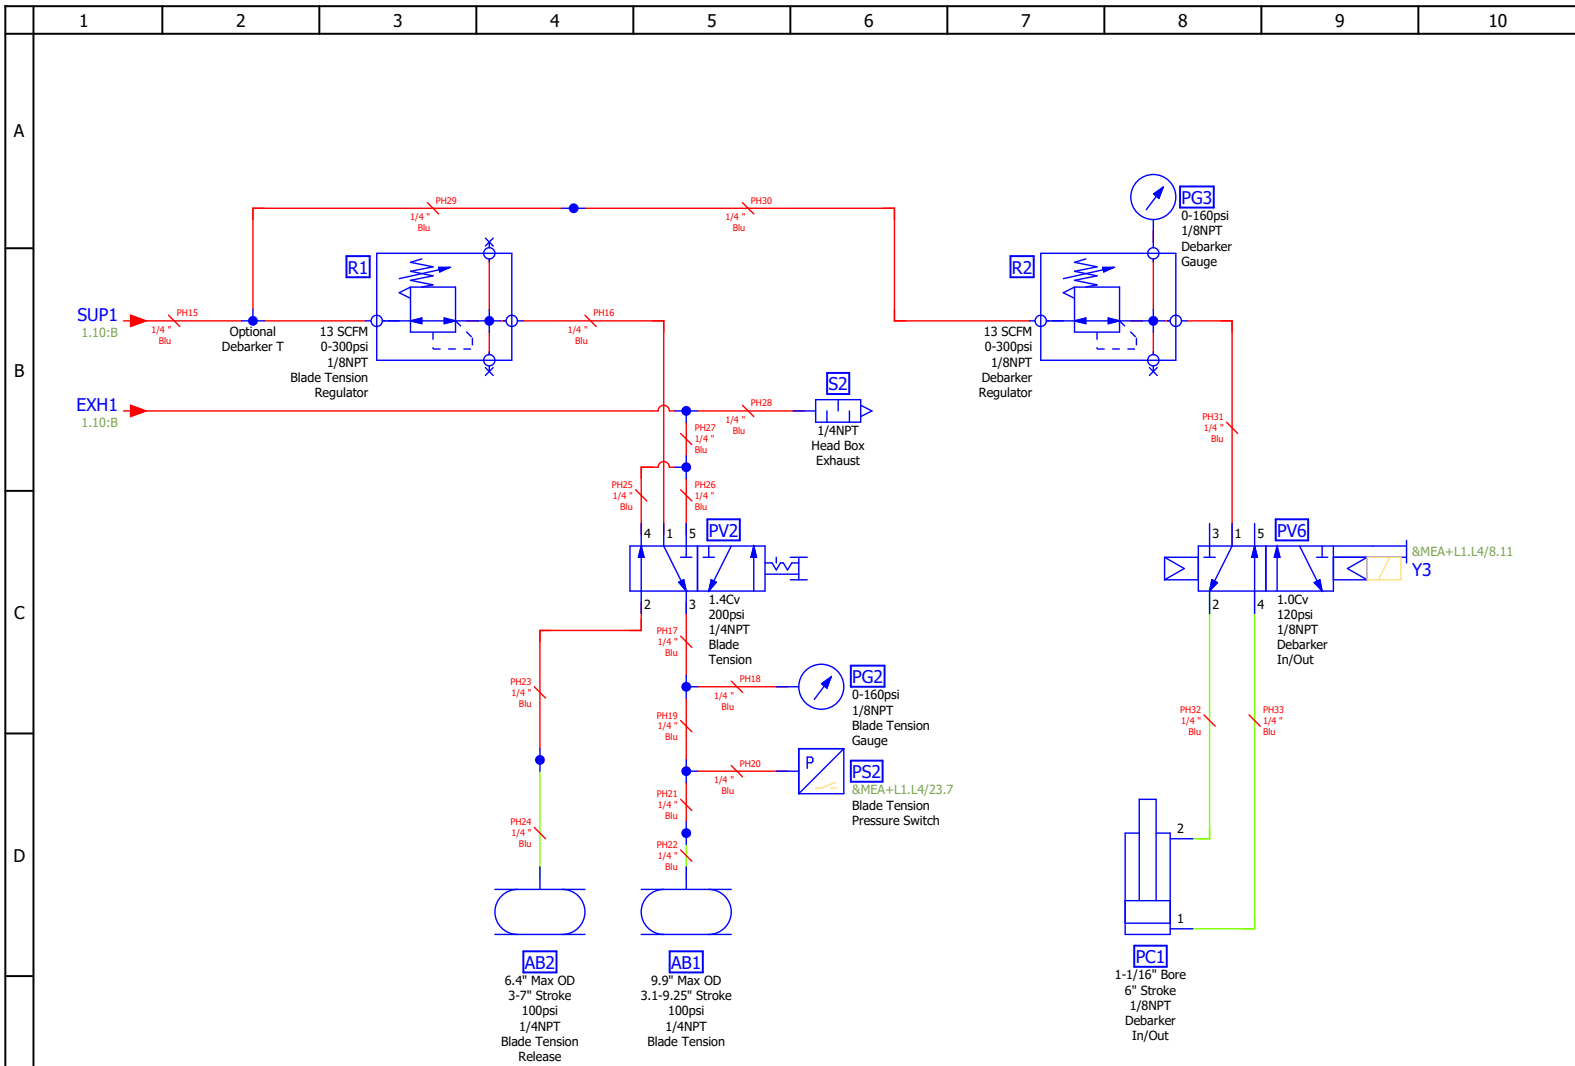 1 2 3 4 5 6 7 8 9 10
A
PH29
1/4 "
Blu
PH30
1/4 "
Blu
PG3
0-160psi
1/8NPT
Debarker
Gauge
B
R1
R2
SUP1
1.10:B
PH15
1/4 "
Blu
Optional
Debarker T
13 SCFM
0-300psi
1/8NPT
Blade Tension
Regulator
PH16
1/4 "
Blu
13 SCFM
0-300psi
1/8NPT
Debarker
Regulator
EXH1
1.10:B
PH28
1/4 "
Blu
S2
1/4NPT
Head Box
Exhaust
PH27
1/4 "
Blu
PH31
1/4 "
Blu
PH25
1/4 "
Blu
PH26
1/4 "
Blu
C
4 1 5
PV2
2 3
1.4Cv
200psi
1/4NPT
Blade
Tension
3 1 5
PV6
&MEA+L1.L4/8.11
Y3
2 4
1.0Cv
120psi
1/8NPT
Debarker
In/Out
PH17
1/4 "
Blu
PH23
1/4 "
Blu
PH18
1/4 "
Blu
PG2
0-160psi
1/8NPT
Blade Tension
Gauge
PH19
1/4 "
Blu
PH32
1/4 "
Blu
PH33
1/4 "
Blu
D
PH20
1/4 "
Blu
P
PS2
&MEA+L1.L4/23.7
Blade Tension
Pressure Switch
PH21
1/4 "
Blu
PH24
1/4 "
Blu
PH22
1/4 "
Blu
2
1
AB2
6.4" Max OD
3-7" Stroke
100psi
1/4NPT
Blade Tension
Release
AB1
9.9" Max OD
3.1-9.25" Stroke
100psi
1/4NPT
Blade Tension
PC1
1-1/16" Bore
6" Stroke
1/8NPT
Debarker
In/Out